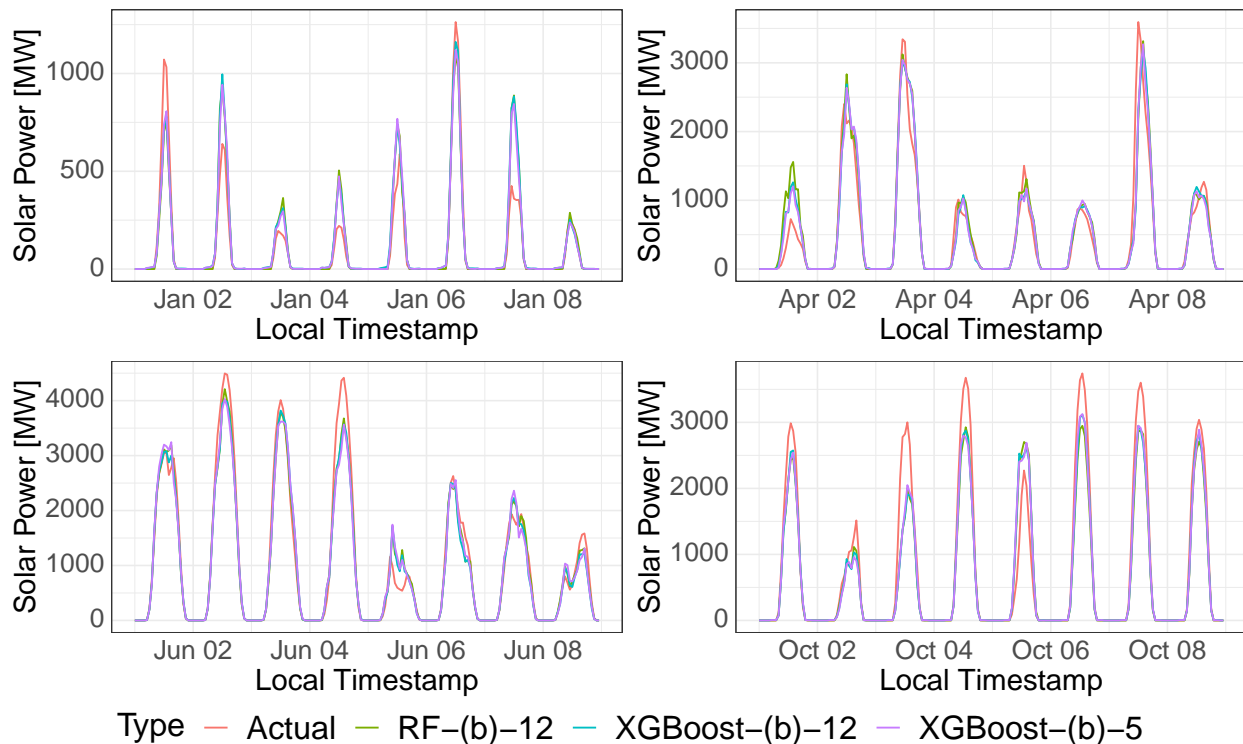 Solar Power [MW]
1000
500
0
Jan 02
Jan 04
Jan 06
Jan 08
Local Timestamp
Solar Power [MW]
3000
2000
1000
0
Apr 02
Apr 04
Apr 06
Apr 08
Local Timestamp
Solar Power [MW]
4000
3000
2000
1000
0
Jun 02
Jun 04
Jun 06
Jun 08
Local Timestamp
Solar Power [MW]
3000
2000
1000
0
Oct 02
Oct 04
Oct 06
Oct 08
Local Timestamp
Type Actual RF−(b)−12 XGBoost−(b)−12 XGBoost−(b)−5